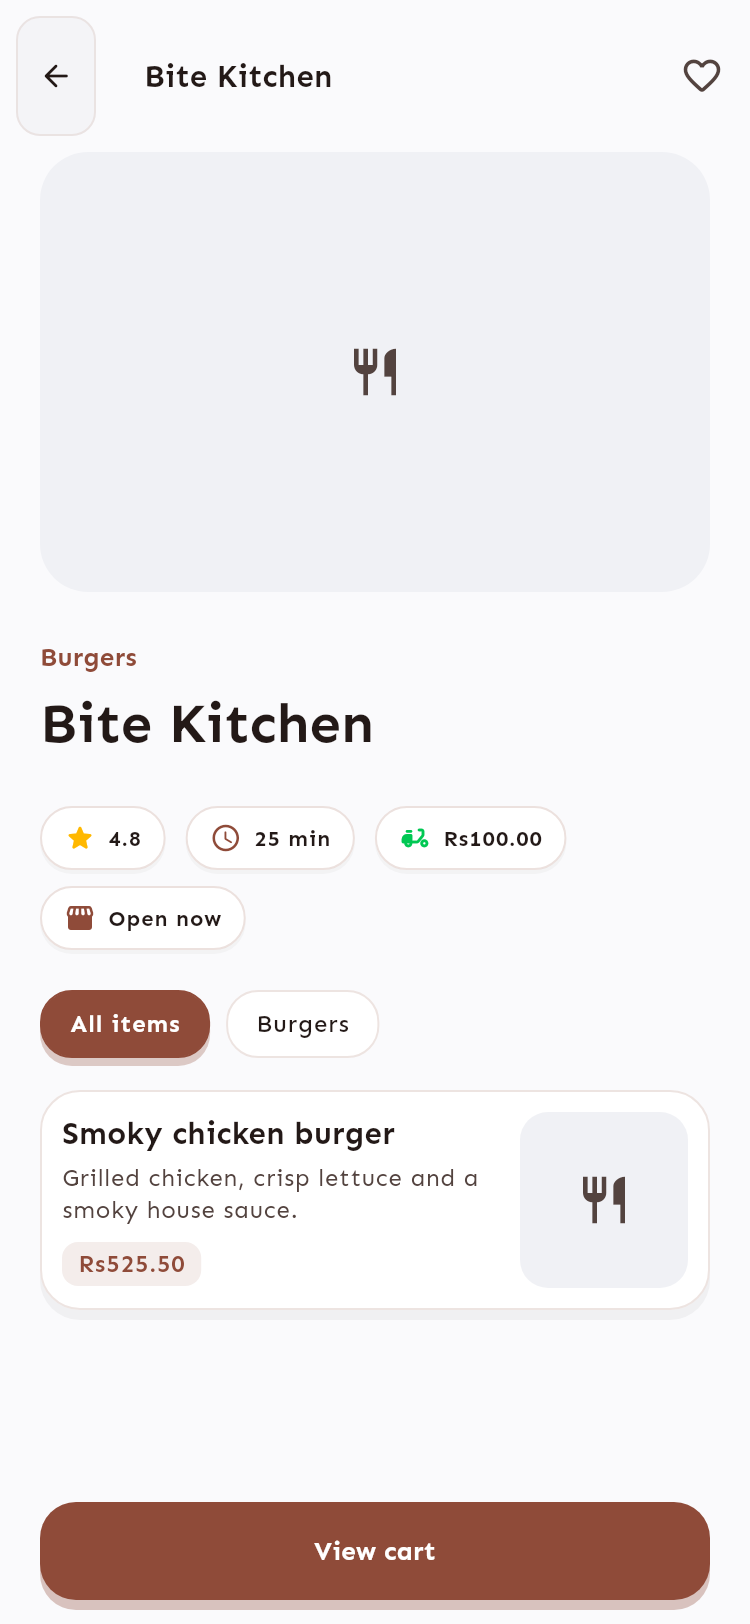 Bite Kitchen
Burgers
Bite Kitchen
4.8
25 min
Rs100.00
Open now
All items
Burgers
Smoky chicken burger
Grilled chicken, crisp lettuce and a
smoky house sauce.
Rs525.50
View cart